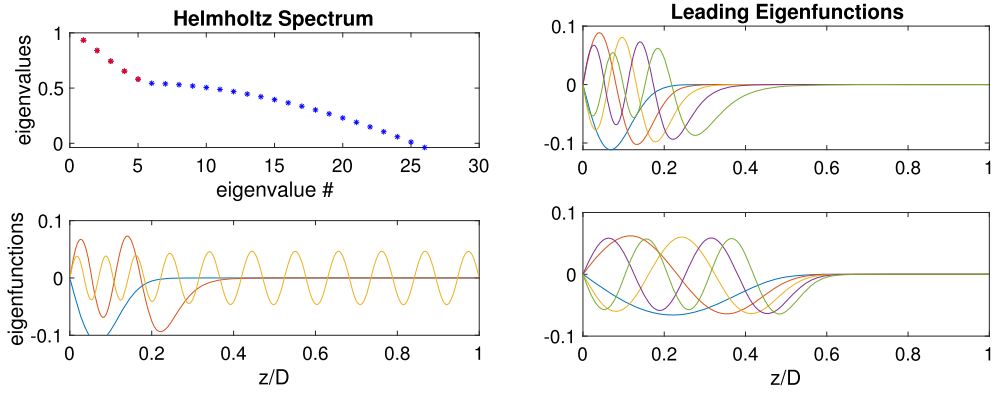 Helmholtz Spectrum
eigenvalues
1
0.5
0
0 5 10 15 20 25 30
eigenvalue #
Leading Eigenfunctions
0.1
0
-0.1
0 0.2 0.4 0.6 0.8 1
eigenfunctions
0.1
0
-0.1
0 0.2 0.4 0.6 0.8 1
z/D
0.1
0
-0.1
0 0.2 0.4 0.6 0.8 1
z/D